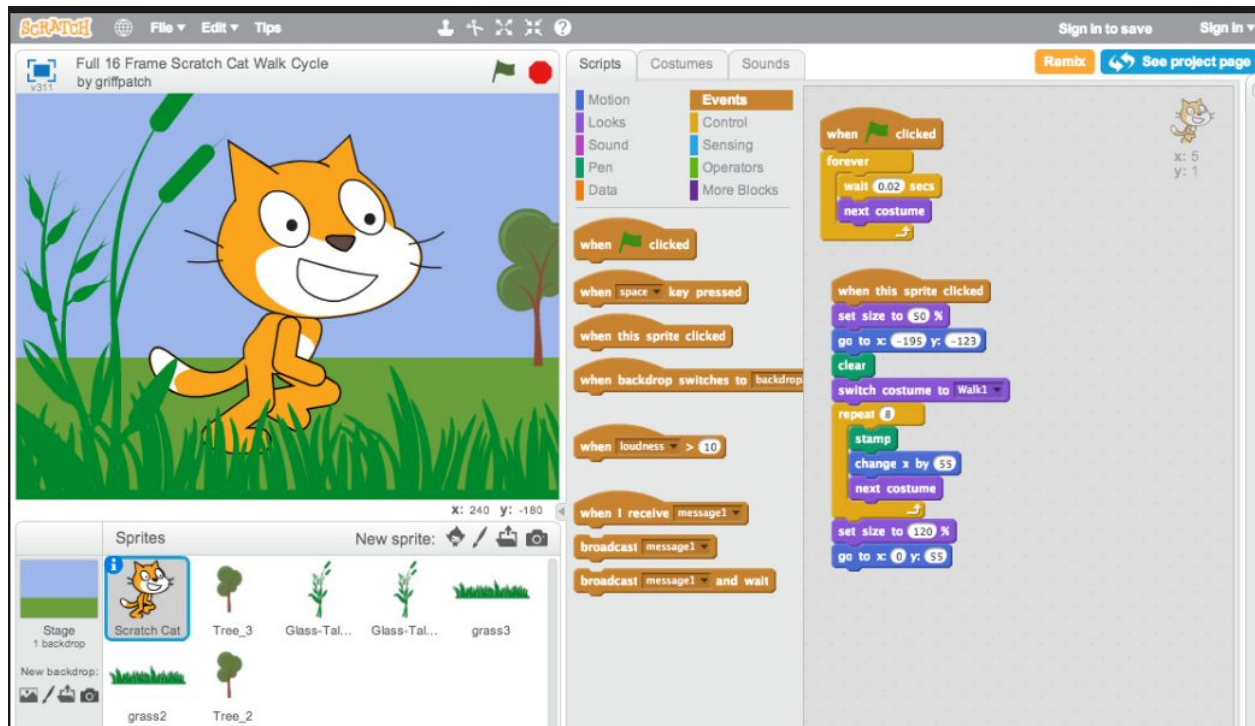 SCRATCH File ▼ Edit ▼ Tips Sign in to save Sign in ▼
v311
Full 16 Frame Scratch Cat Walk Cycle
by griffpatch
Scripts Costumes Sounds
Remix See project page
Motion Events
Looks Control
Sound Sensing
Pen Operators
Data More Blocks
when clicked
when space key pressed
when this sprite clicked
when backdrop switches to backdrop
when loudness > 10
when I receive message1
broadcast message1
broadcast message1 and wait
when clicked
forever
wait 0.02 secs
next costume
x: 5
y: 1
when this sprite clicked
set size to 50 %
go to x: -195 y: -123
clear
switch costume to Walk1
repeat 8
stamp
change x by 55
next costume
set size to 120 %
go to x: 0 y: 55
x: 240 y: -180
Sprites New sprite:
Stage
1 backdrop
New backdrop:
Scratch Cat Tree_3 Glass-Tal... Glass-Tal... grass3
grass2 Tree_2